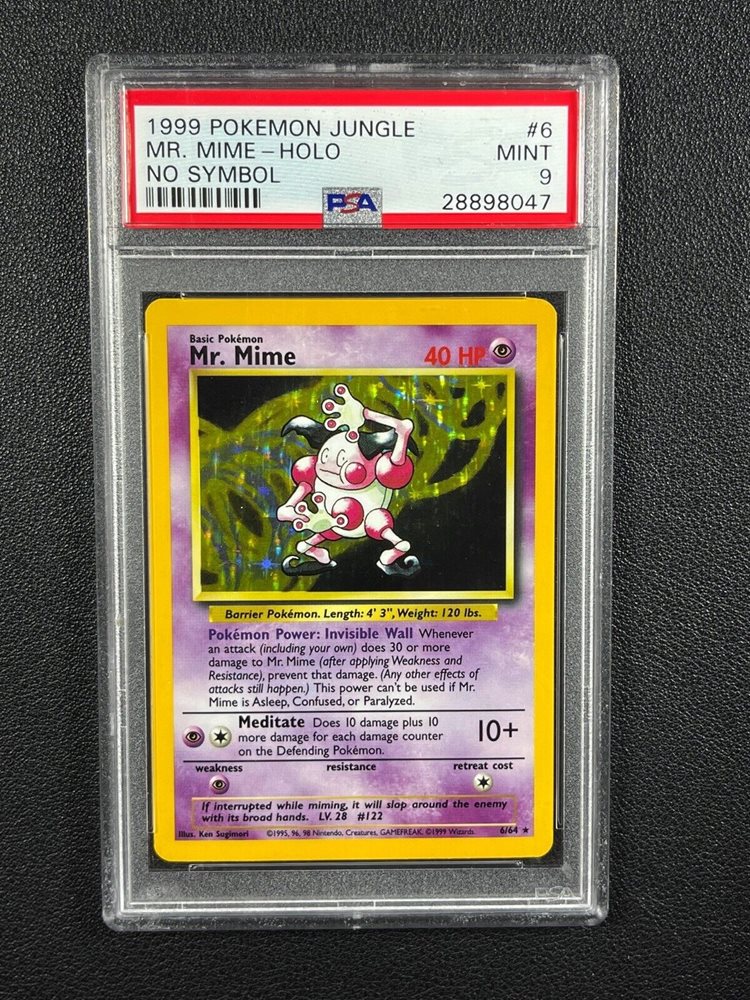 1999 POKEMON JUNGLE #6
MR. MIME – HOLO MINT
NO SYMBOL 9
PSA 28898047
Basic Pokémon
Mr. Mime 40 HP
Barrier Pokémon. Length: 4' 3", Weight: 120 lbs.
Pokémon Power: Invisible Wall Whenever
an attack (including your own) does 30 or more
damage to Mr. Mime (after applying Weakness and
Resistance), prevent that damage. (Any other effects of
attacks still happen.) This power can't be used if Mr.
Mime is Asleep, Confused, or Paralyzed.
Meditate Does 10 damage plus 10
more damage for each damage counter
on the Defending Pokémon.
10+
weakness resistance retreat cost
If interrupted while miming, it will slap around the enemy
with its broad hands. LV. 28 #122
Illus. Ken Sugimori ©1995, 96, 98 Nintendo, Creatures, GAMEFREAK. ©1999 Wizards. 6/64 ★
PSA